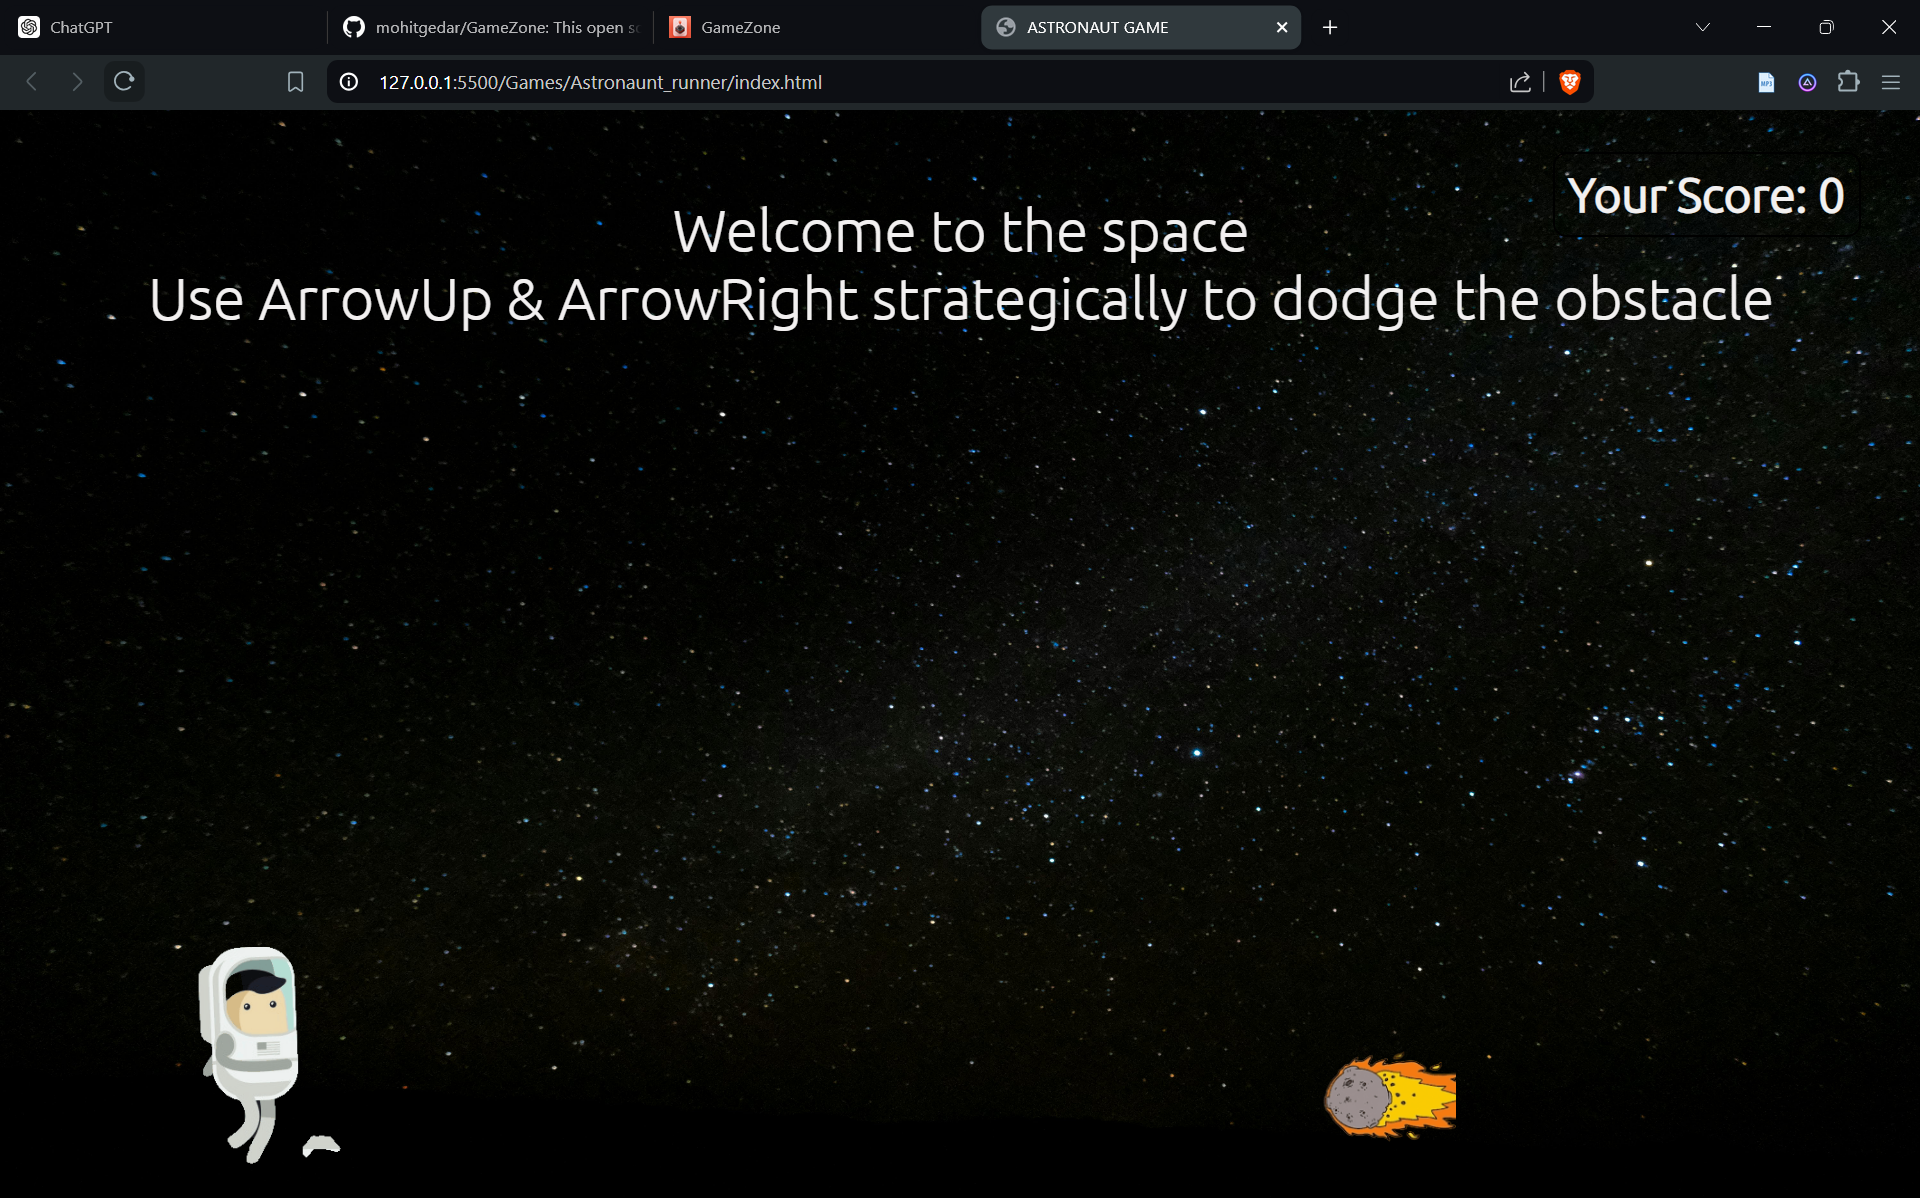 ChatGPT
mohitgedar/GameZone: This open s
GameZone
ASTRONAUT GAME
127.0.0.1:5500/Games/Astronaunt_runner/index.html
MP3
Your Score: 0
Welcome to the space
Use ArrowUp & ArrowRight strategically to dodge the obstacle